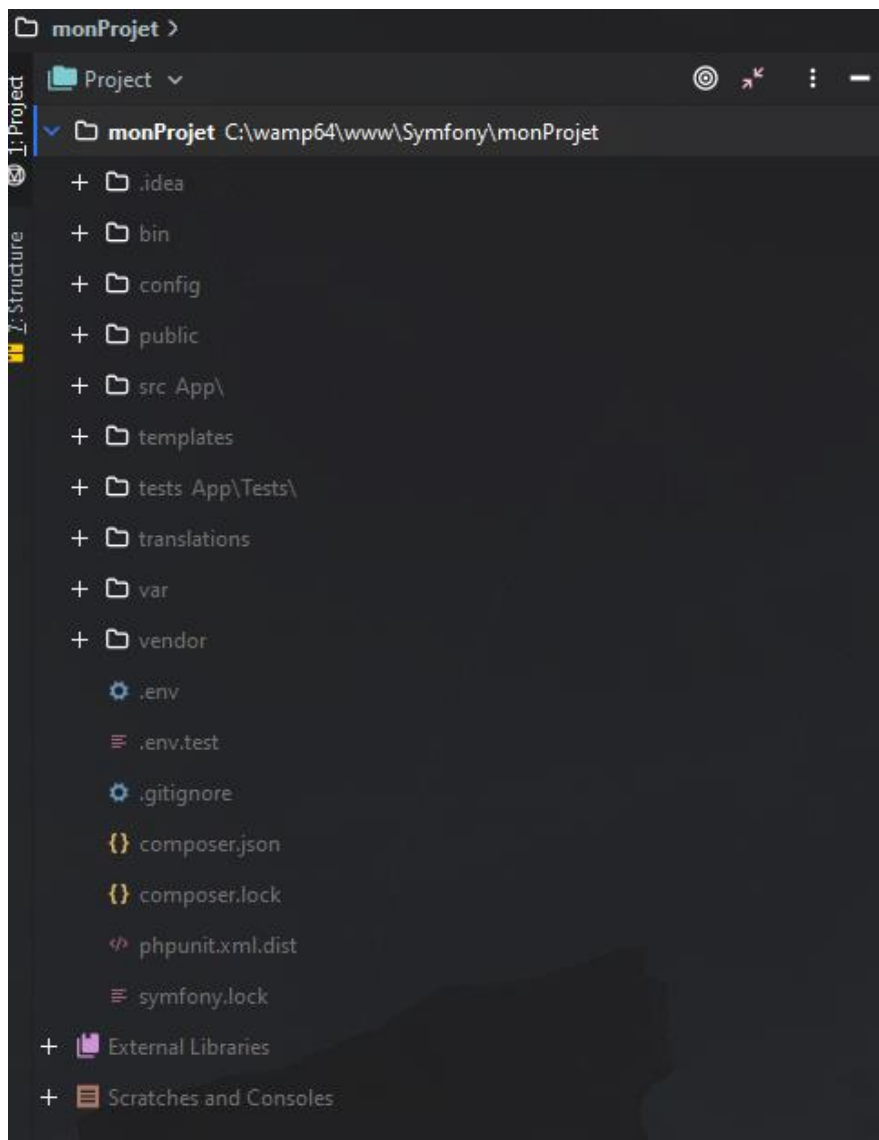 monProjet >
Project
monProjet C:\wamp64\www\Symfony\monProjet
1: Project
7: Structure
.idea
bin
config
public
src App\
templates
tests App\Tests\
translations
var
vendor
.env
.env.test
.gitignore
composer.json
composer.lock
phpunit.xml.dist
symfony.lock
External Libraries
Scratches and Consoles